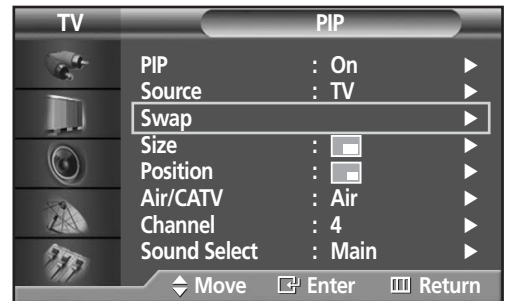 TV PIP
PIP : On
Source : TV
Swap
Size :
Position :
Air/CATV : Air
Channel : 4
Sound Select : Main
Move Enter Return